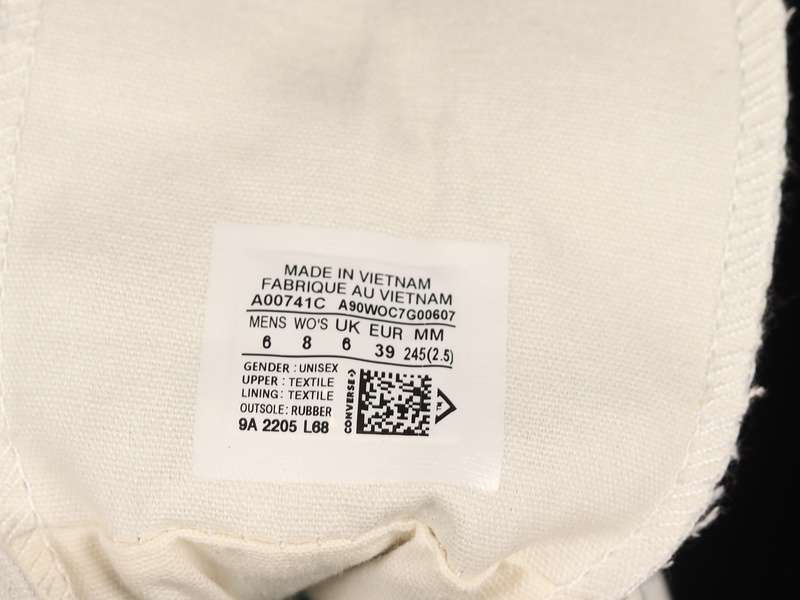 MADE IN VIETNAM
FABRIQUE AU VIETNAM
A00741C A90WOC7G00607
MENS WO'S UK EUR MM
6 8 6 39 245(2.5)
GENDER : UNISEX
UPPER : TEXTILE
LINING: TEXTILE
OUTSOLE: RUBBER
9A 2205 L68
CONVERSE
TM